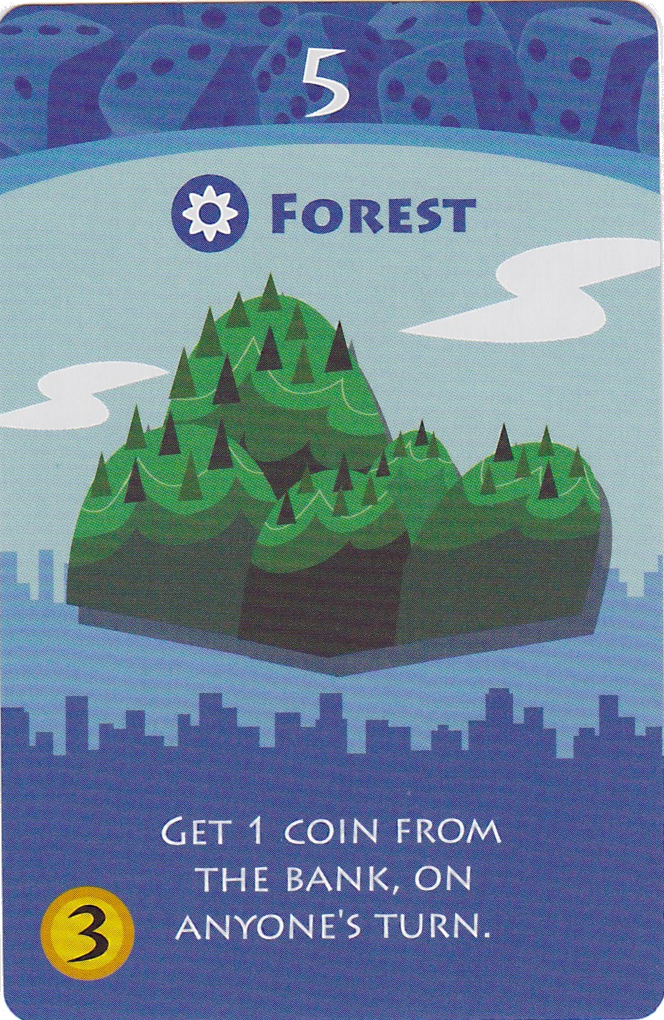 5
FOREST
GET 1 COIN FROM
THE BANK, ON
ANYONE'S TURN.
3